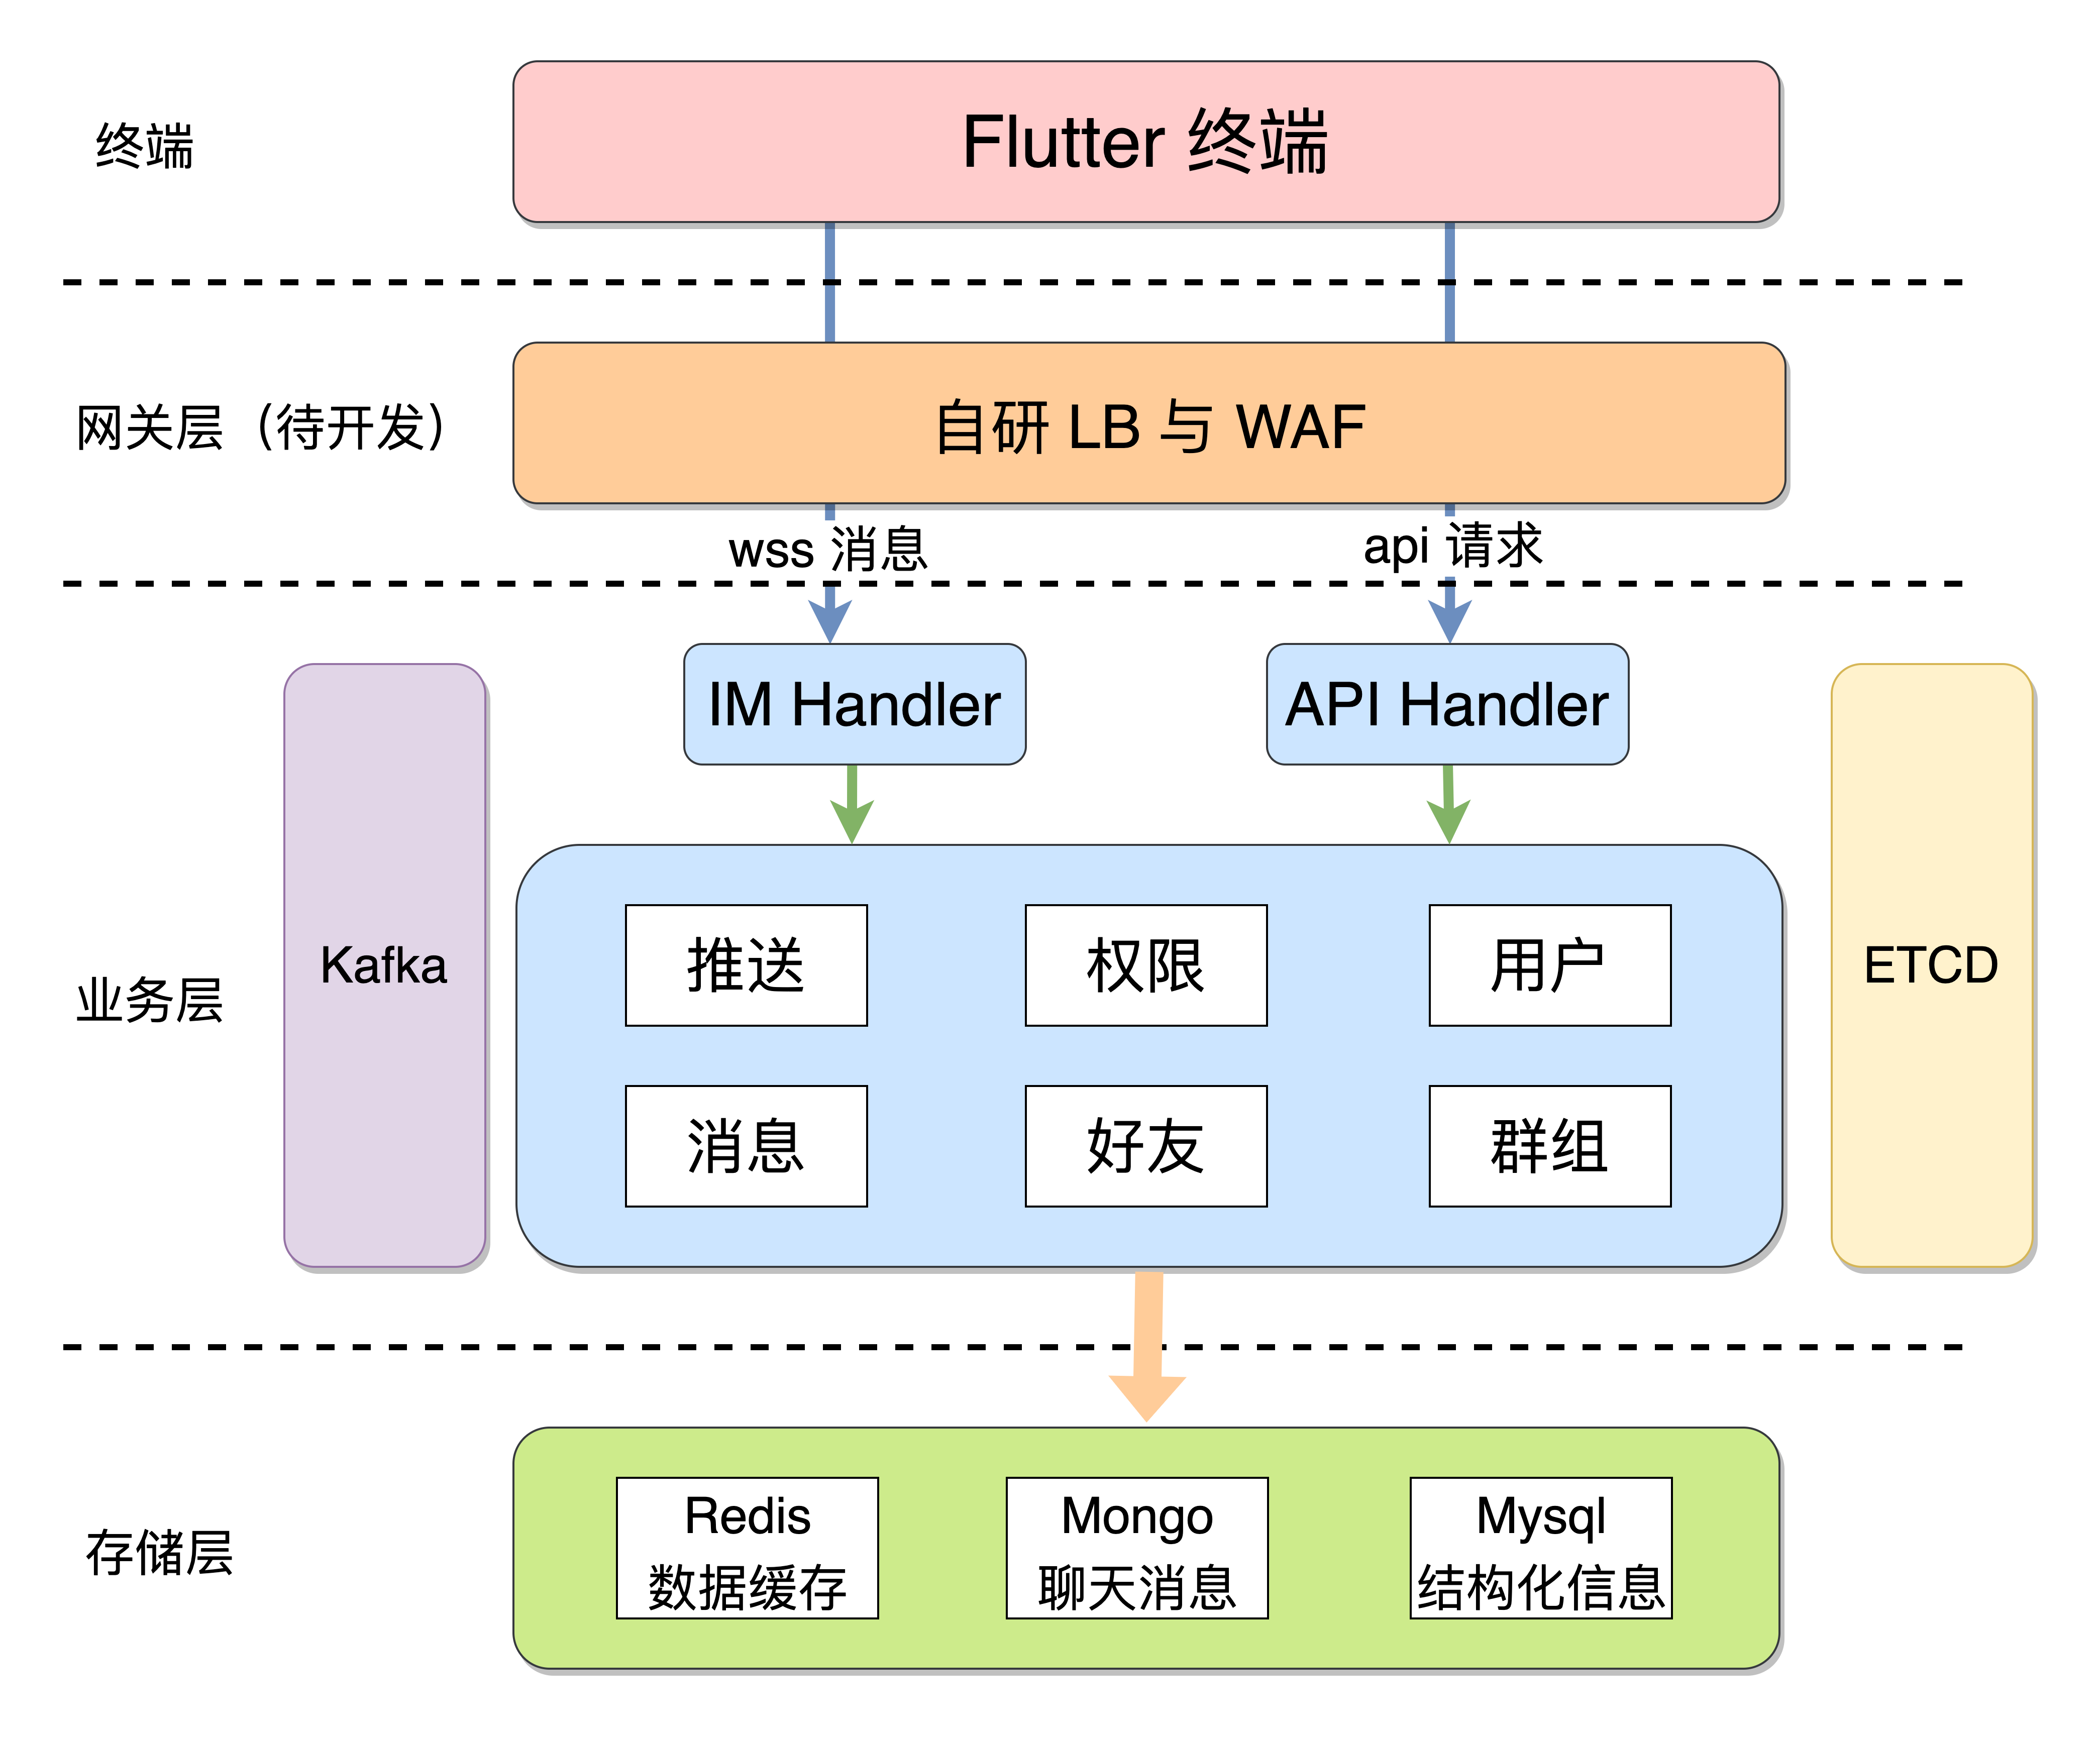 终端
Flutter 终端
网关层（待开发）
自研 LB 与 WAF
wss 消息
api 请求
IM Handler
API Handler
业务层
Kafka
推送
权限
用户
ETCD
消息
好友
群组
存储层
Redis
数据缓存
Mongo
聊天消息
Mysql
结构化信息